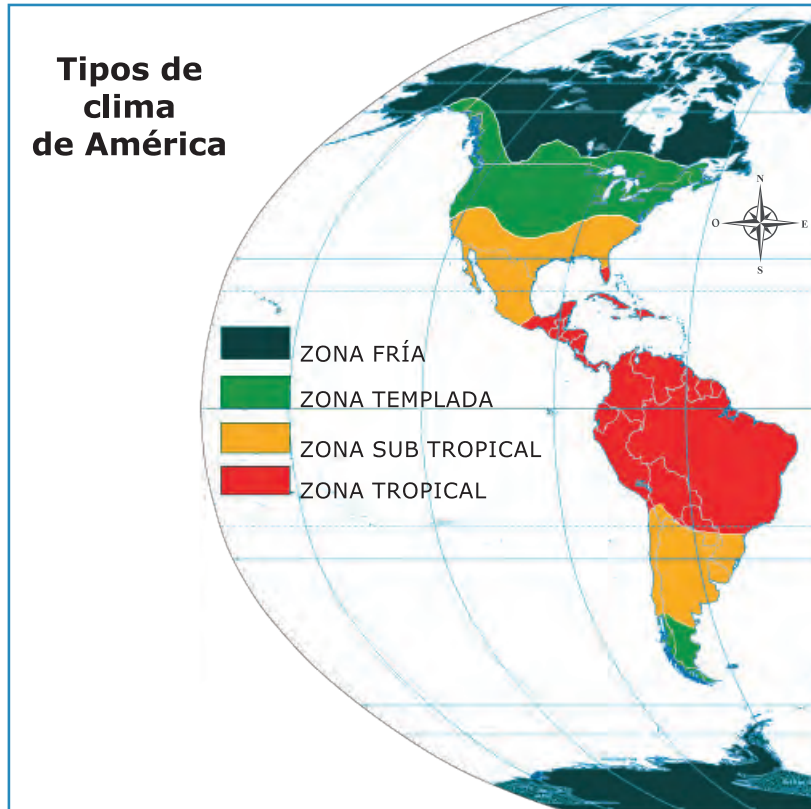 Tipos de
clima
de América
N
O
E
S
ZONA FRÍA
ZONA TEMPLADA
ZONA SUB TROPICAL
ZONA TROPICAL